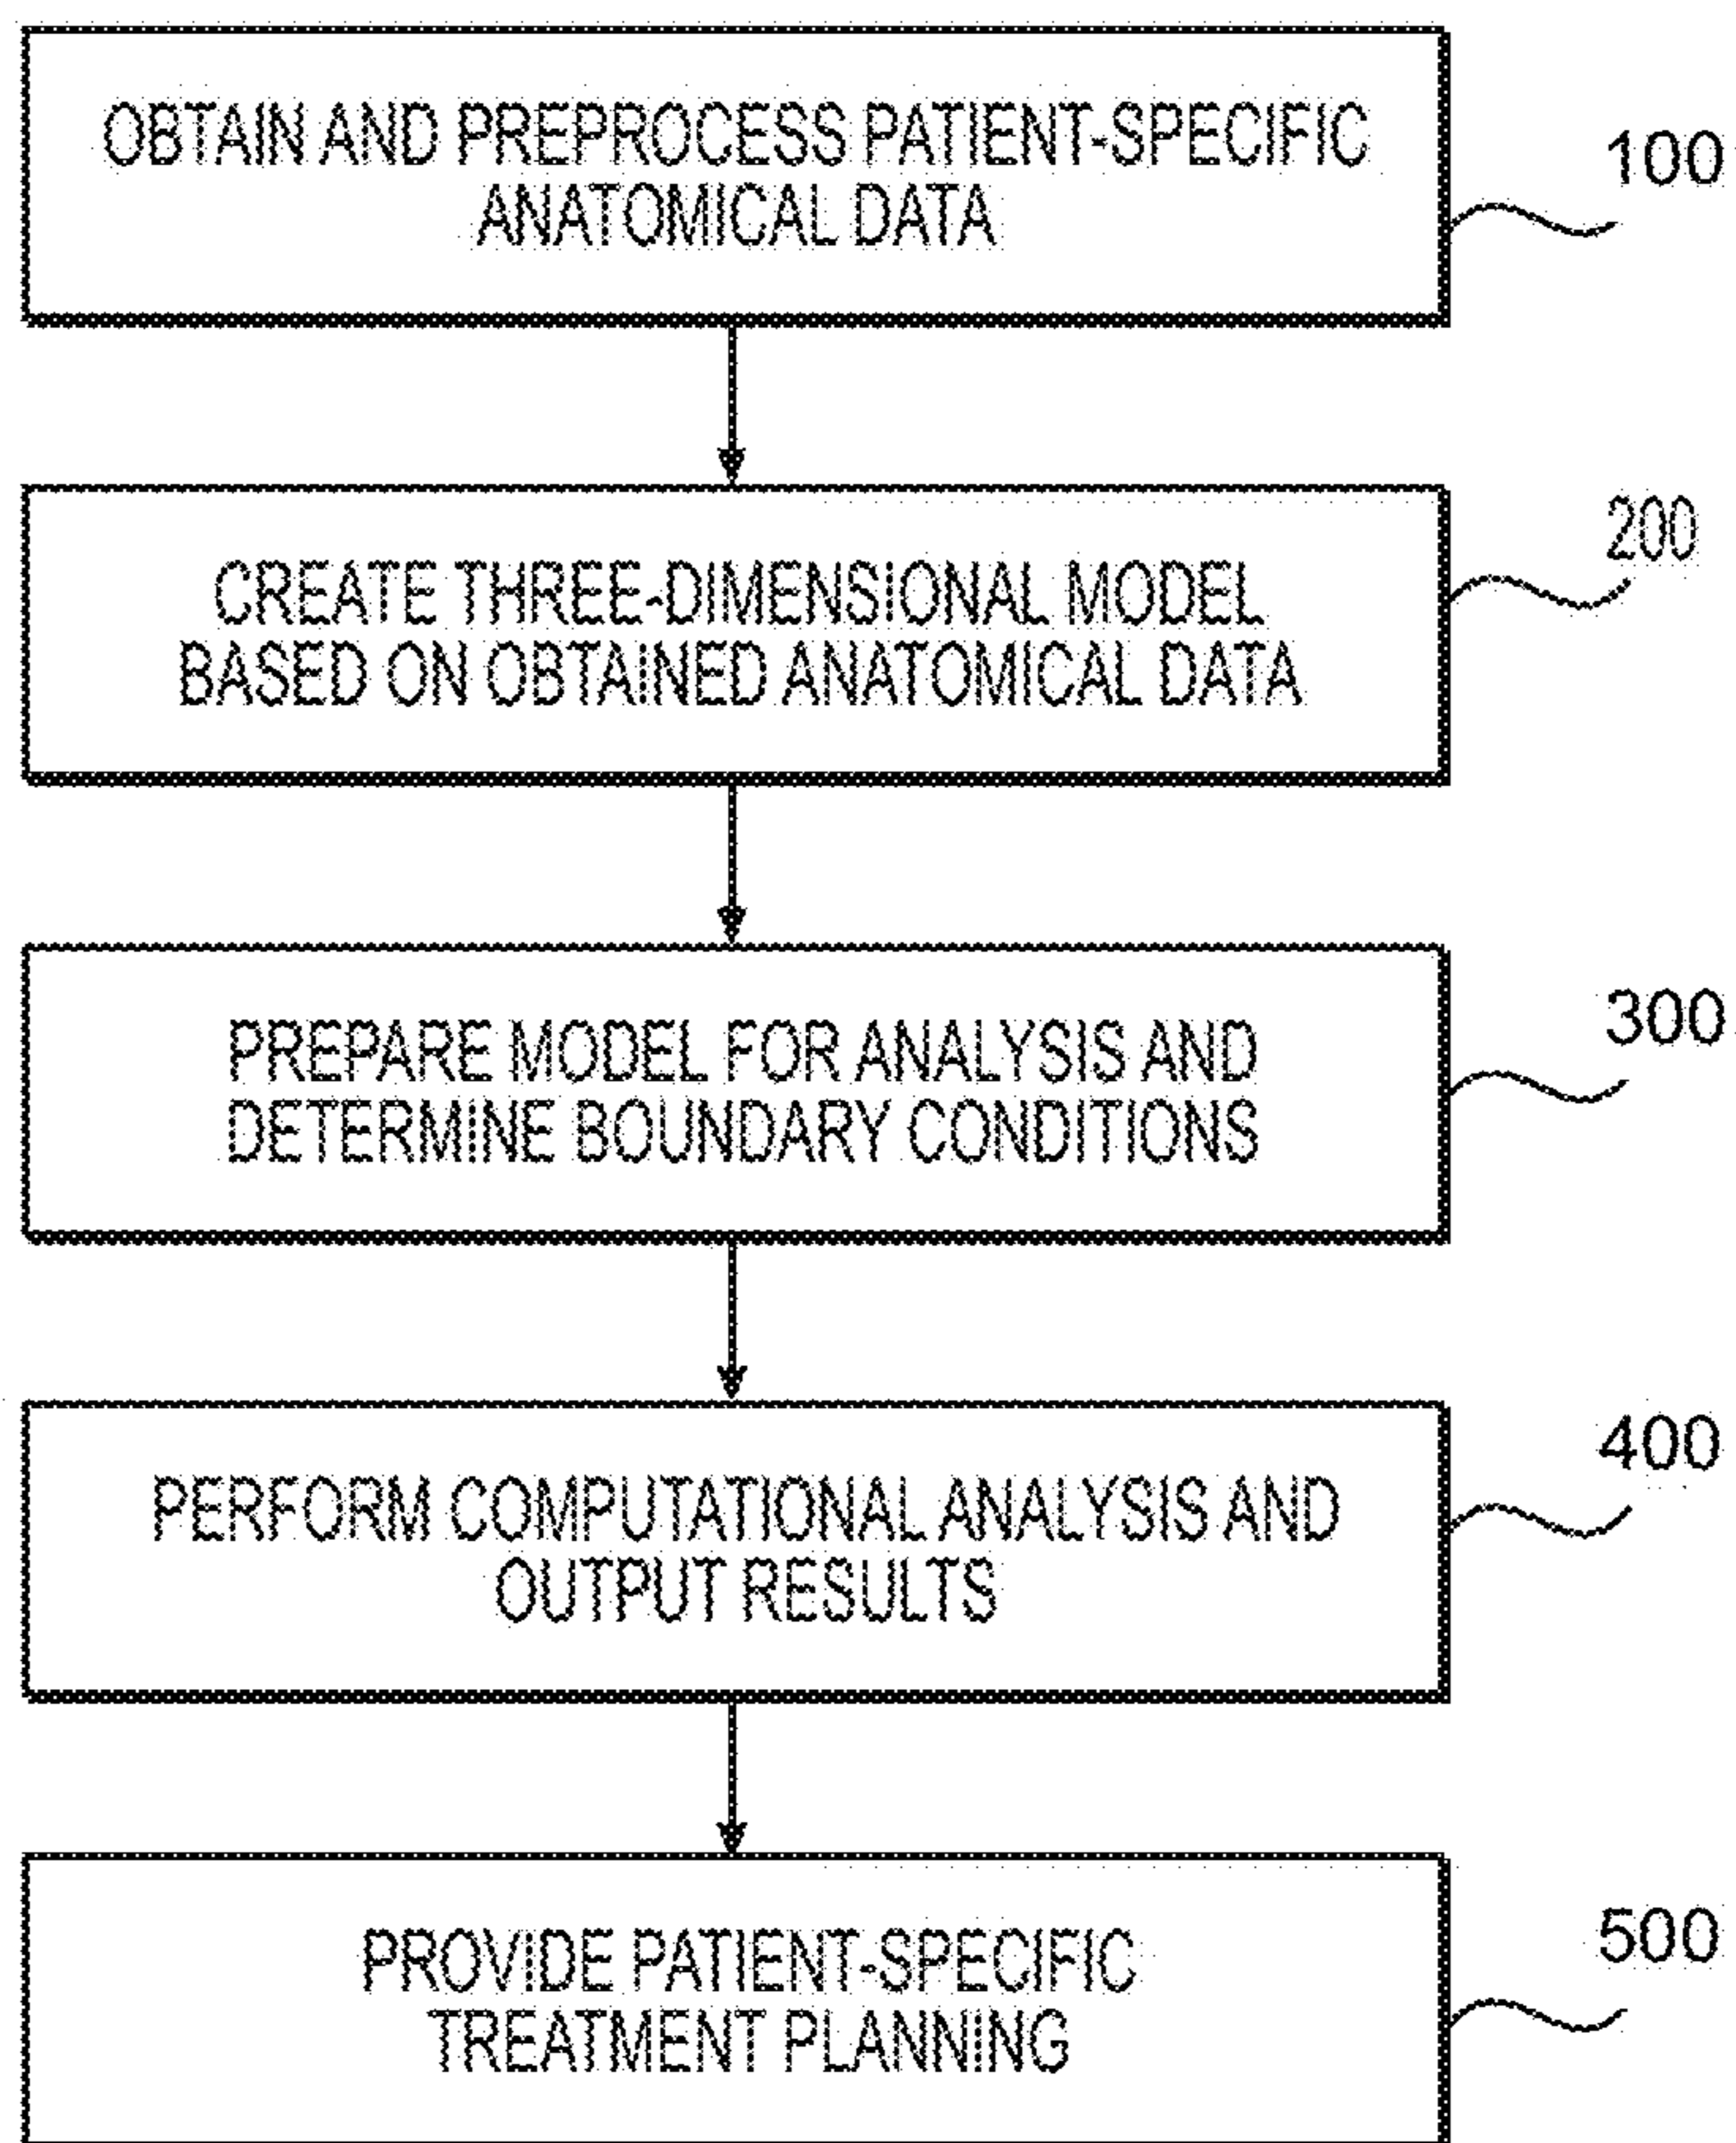 OBTAIN AND PREPROCESS PATIENT-SPECIFIC
ANATOMICAL DATA
100
CREATE THREE-DIMENSIONAL MODEL
BASED ON OBTAINED ANATOMICAL DATA
200
PREPARE MODEL FOR ANALYSIS AND
DETERMINE BOUNDARY CONDITIONS
300
PERFORM COMPUTATIONAL ANALYSIS AND
OUTPUT RESULTS
400
PROVIDE PATIENT-SPECIFIC
TREATMENT PLANNING
500